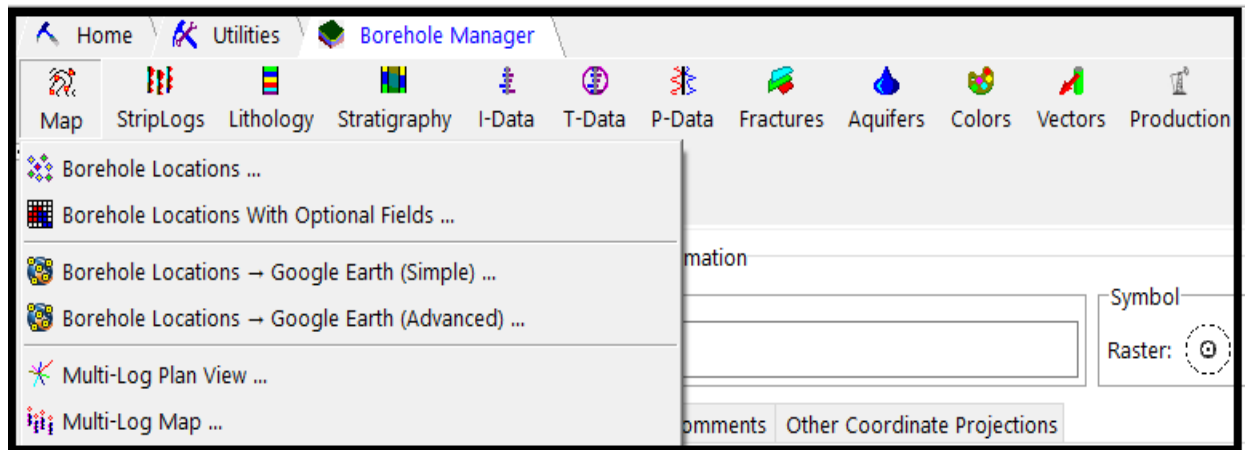 Home Utilities Borehole Manager
Map StripLogs Lithology Stratigraphy I-Data T-Data P-Data Fractures Aquifers Colors Vectors Production
Borehole Locations ...
Borehole Locations With Optional Fields ...
mation
Borehole Locations → Google Earth (Simple) ...
Symbol
Borehole Locations → Google Earth (Advanced) ...
Raster:
Multi-Log Plan View ...
Multi-Log Map ...
omments Other Coordinate Projections